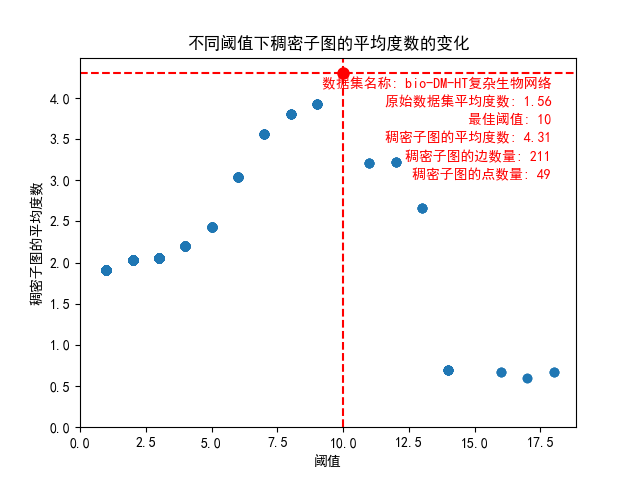 不同阈值下稠密子图的平均度数的变化
数据集名称: bio-DM-HT复杂生物网络
原始数据集平均度数: 1.56
最佳阈值: 10
稠密子图的平均度数: 4.31
稠密子图的边数量: 211
稠密子图的点数量: 49
稠密子图的平均度数
4.0
3.5
3.0
2.5
2.0
1.5
1.0
0.5
0.0
0.0 2.5 5.0 7.5 10.0 12.5 15.0 17.5
阈值